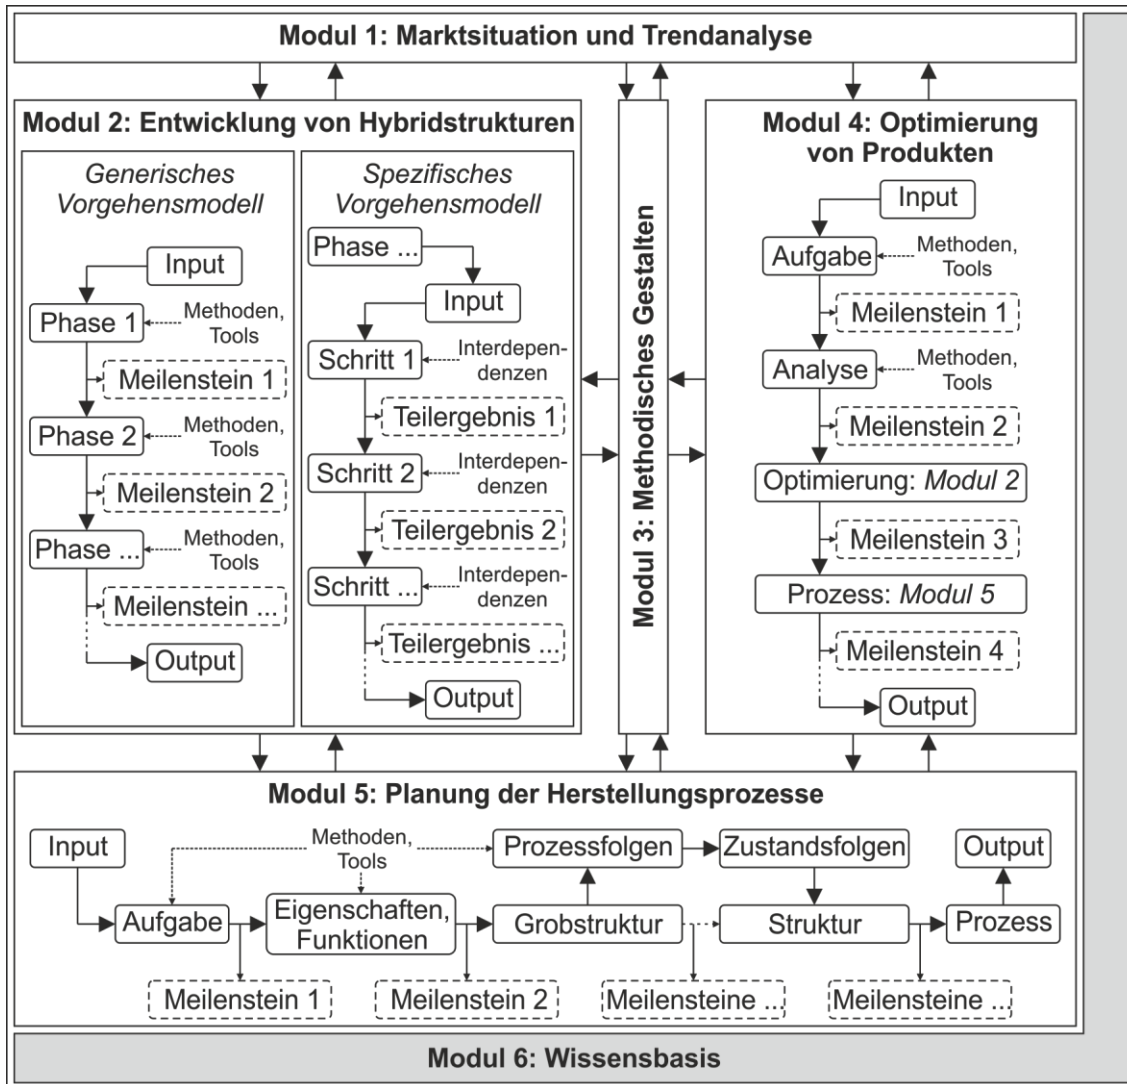 Modul 1: Marktsituation und Trendanalyse
Modul 2: Entwicklung von Hybridstrukturen
Generisches
Vorgehensmodell
Input
Phase 1
Methoden,
Tools
Meilenstein 1
Phase 2
Methoden,
Tools
Meilenstein 2
Phase ...
Methoden,
Tools
Meilenstein ...
Output
Spezifisches
Vorgehensmodell
Phase ...
Input
Schritt 1
Interdepen-
denzen
Teilergebnis 1
Schritt 2
Interdepen-
denzen
Teilergebnis 2
Schritt ...
Interdepen-
denzen
Teilergebnis ...
Output
Modul 3: Methodisches Gestalten
Modul 4: Optimierung
von Produkten
Input
Aufgabe
Methoden,
Tools
Meilenstein 1
Analyse
Methoden,
Tools
Meilenstein 2
Optimierung: Modul 2
Meilenstein 3
Prozess: Modul 5
Meilenstein 4
Output
Modul 5: Planung der Herstellungsprozesse
Input
Methoden,
Tools
Prozessfolgen
Zustandsfolgen
Output
Aufgabe
Eigenschaften,
Funktionen
Grobstruktur
Struktur
Prozess
Meilenstein 1
Meilenstein 2
Meilensteine ...
Meilensteine ...
Modul 6: Wissensbasis